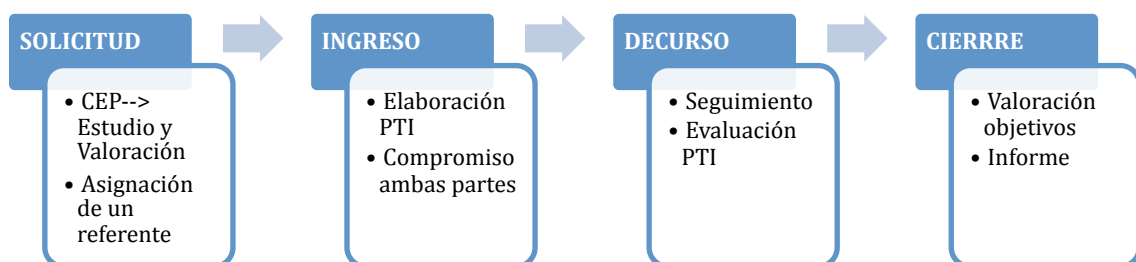 SOLICITUD
• CEP-->
Estudio y
Valoración
• Asignación
de un
referente
INGRESO
• Elaboración
PTI
• Compromiso
ambas partes
DECURSO
• Seguimiento
• Evaluación
PTI
CIERRRE
• Valoración
objetivos
• Informe